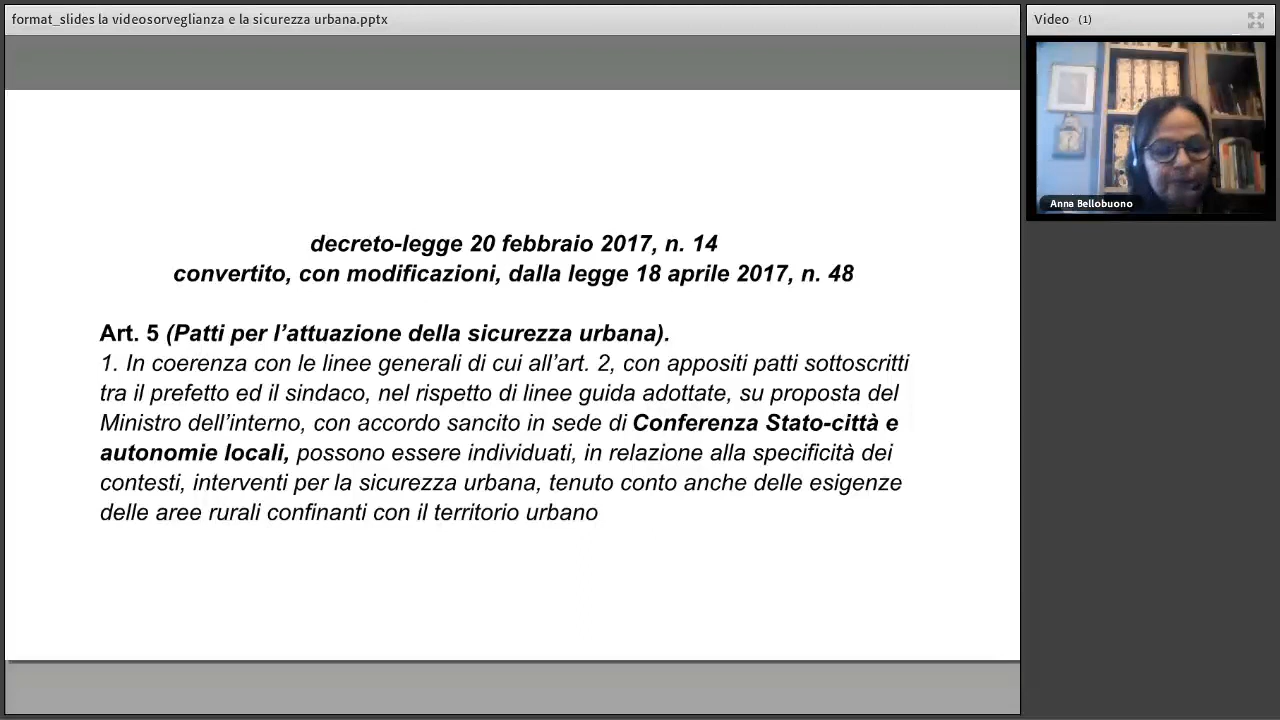 format_slides la videosorveglianza e la sicurezza urbana.pptx
Video (1)
Anna Bellobuono
decreto-legge 20 febbraio 2017, n. 14
convertito, con modificazioni, dalla legge 18 aprile 2017, n. 48
Art. 5 (Patti per l’attuazione della sicurezza urbana).
1. In coerenza con le linee generali di cui all’art. 2, con appositi patti sottoscritti
tra il prefetto ed il sindaco, nel rispetto di linee guida adottate, su proposta del
Ministro dell’interno, con accordo sancito in sede di Conferenza Stato-città e
autonomie locali, possono essere individuati, in relazione alla specificità dei
contesti, interventi per la sicurezza urbana, tenuto conto anche delle esigenze
delle aree rurali confinanti con il territorio urbano